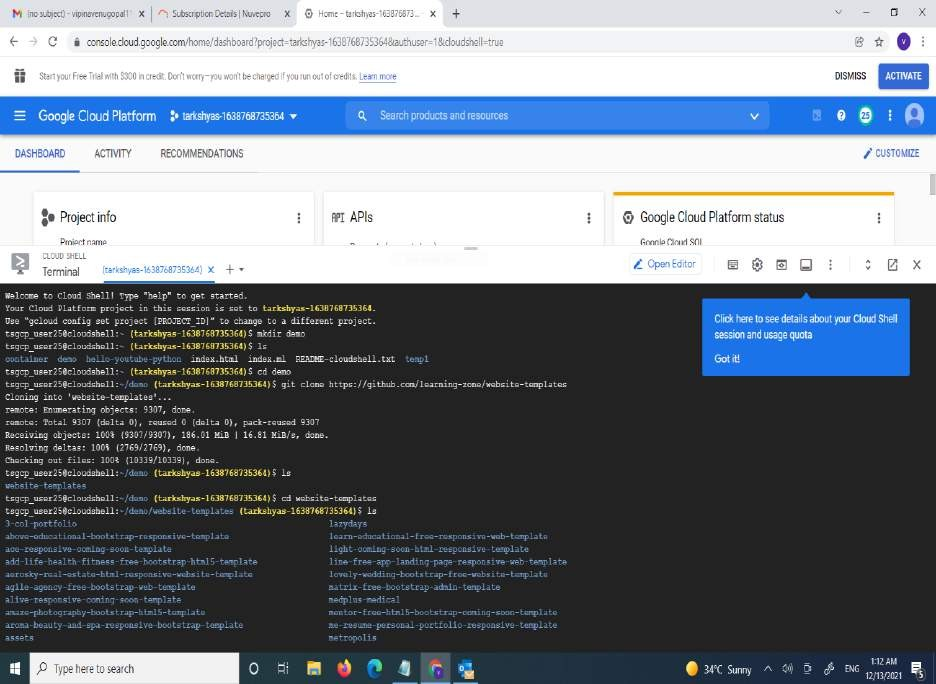 (no subject) - vipinavenugopal1
Subscription Details | Nuvepro
Home – tarkshyas-16387687З5...
console.cloud.google.com/home/dashboard?project=tarkshyas-1638768735364&authuser=1&cloudshell=true
Start your Free Trial with $300 in credit. Don't worry—you won't be charged if you run out of credits. Learn more
DISMISS
ACTIVATE
Google Cloud Platform
tarkshyas-1638768735364
Search products and resources
25
V
DASHBOARD
ACTIVITY
RECOMMENDATIONS
CUSTOMIZE
Project info
API APIs
Google Cloud Platform status
Project name
Google Cloud SQL
CLOUD SHELL
Terminal
(tarkshyas-1638768735364)
Open Editor
Welcome to Cloud Shell! Type "help" to get started.
Your Cloud Platform project in this session is set to tarkshyas-1638768735364.
Use "gcloud config set project [PROJECT_ID]" to change to a different project.
tsgcp_user25@cloudshell:~ (tarkshyas-1638768735364)$ mkdir demo
tsgcp_user25@cloudshell:~ (tarkshyas-1638768735364)$ ls
container demo hello-youtube-python index.html index.ml README-cloudshell.txt temp1
tsgcp_user25@cloudshell:~ (tarkshyas-1638768735364)$ cd demo
tsgcp_user25@cloudshell:~/demo (tarkshyas-1638768735364)$ git clone https://github.com/learning-zone/website-templates
Cloning into 'website-templates'...
remote: Enumerating objects: 9307, done.
remote: Total 9307 (delta 0), reused 0 (delta 0), pack-reused 9307
Receiving objects: 100% (9307/9307), 186.01 MiB | 16.81 MiB/s, done.
Resolving deltas: 100% (2769/2769), done.
Checking out files: 100% (10339/10339), done.
tsgcp_user25@cloudshell:~/demo (tarkshyas-1638768735364)$ ls
website-templates
tsgcp_user25@cloudshell:~/demo (tarkshyas-1638768735364)$ cd website-templates
tsgcp_user25@cloudshell:~/demo/website-templates (tarkshyas-1638768735364)$ ls
3-col-portfolio lazydays
above-educational-bootstrap-responsive-template learn-educational-free-responsive-web-template
ace-responsive-coming-soon-template light-coming-soon-html-responsive-template
add-life-health-fitness-free-bootstrap-html5-template line-free-app-landing-page-responsive-web-template
aerosky-real-estate-html-responsive-website-template lovely-wedding-bootstrap-free-website-template
agile-agency-free-bootstrap-web-template matrix-free-bootstrap-admin-template
alive-responsive-coming-soon-template medplus-medical
amaze-photography-bootstrap-html5-template mentor-free-html5-bootstrap-coming-soon-template
aroma-beauty-and-spa-responsive-bootstrap-template me-resume-personal-portfolio-responsive-template
assets metropolis
Click here to see details about your Cloud Shell
session and usage quota
Got it!
Type here to search
34°C Sunny
ENG
1:12 AM
12/13/2021
5